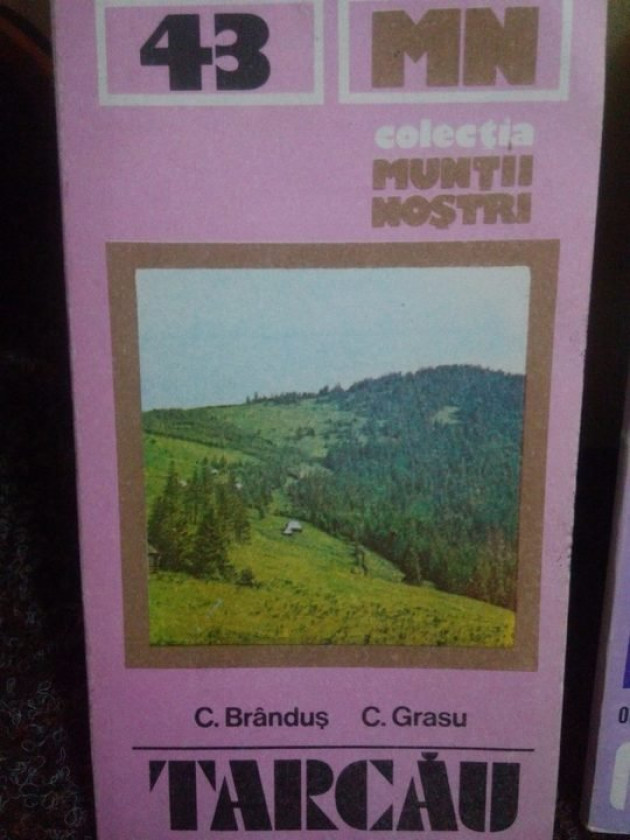 43
MN
colecția
MUNȚII
NOȘTRI
C. Brânduș C. Grasu
TARCĂU